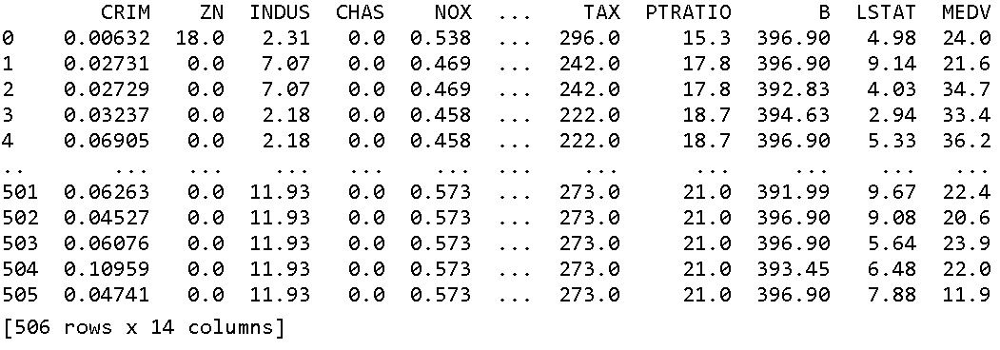 CRIM ZN INDUS CHAS NOX ... TAX PTRATIO B LSTAT MEDV
0 0.00632 18.0 2.31 0.0 0.538 ... 296.0 15.3 396.90 4.98 24.0
1 0.02731 0.0 7.07 0.0 0.469 ... 242.0 17.8 396.90 9.14 21.6
2 0.02729 0.0 7.07 0.0 0.469 ... 242.0 17.8 392.83 4.03 34.7
3 0.03237 0.0 2.18 0.0 0.458 ... 222.0 18.7 394.63 2.94 33.4
4 0.06905 0.0 2.18 0.0 0.458 ... 222.0 18.7 396.90 5.33 36.2
.. ... ... ... ... ... ... ... ... ... ... ...
501 0.06263 0.0 11.93 0.0 0.573 ... 273.0 21.0 391.99 9.67 22.4
502 0.04527 0.0 11.93 0.0 0.573 ... 273.0 21.0 396.90 9.08 20.6
503 0.06076 0.0 11.93 0.0 0.573 ... 273.0 21.0 396.90 5.64 23.9
504 0.10959 0.0 11.93 0.0 0.573 ... 273.0 21.0 393.45 6.48 22.0
505 0.04741 0.0 11.93 0.0 0.573 ... 273.0 21.0 396.90 7.88 11.9
[506 rows x 14 columns]